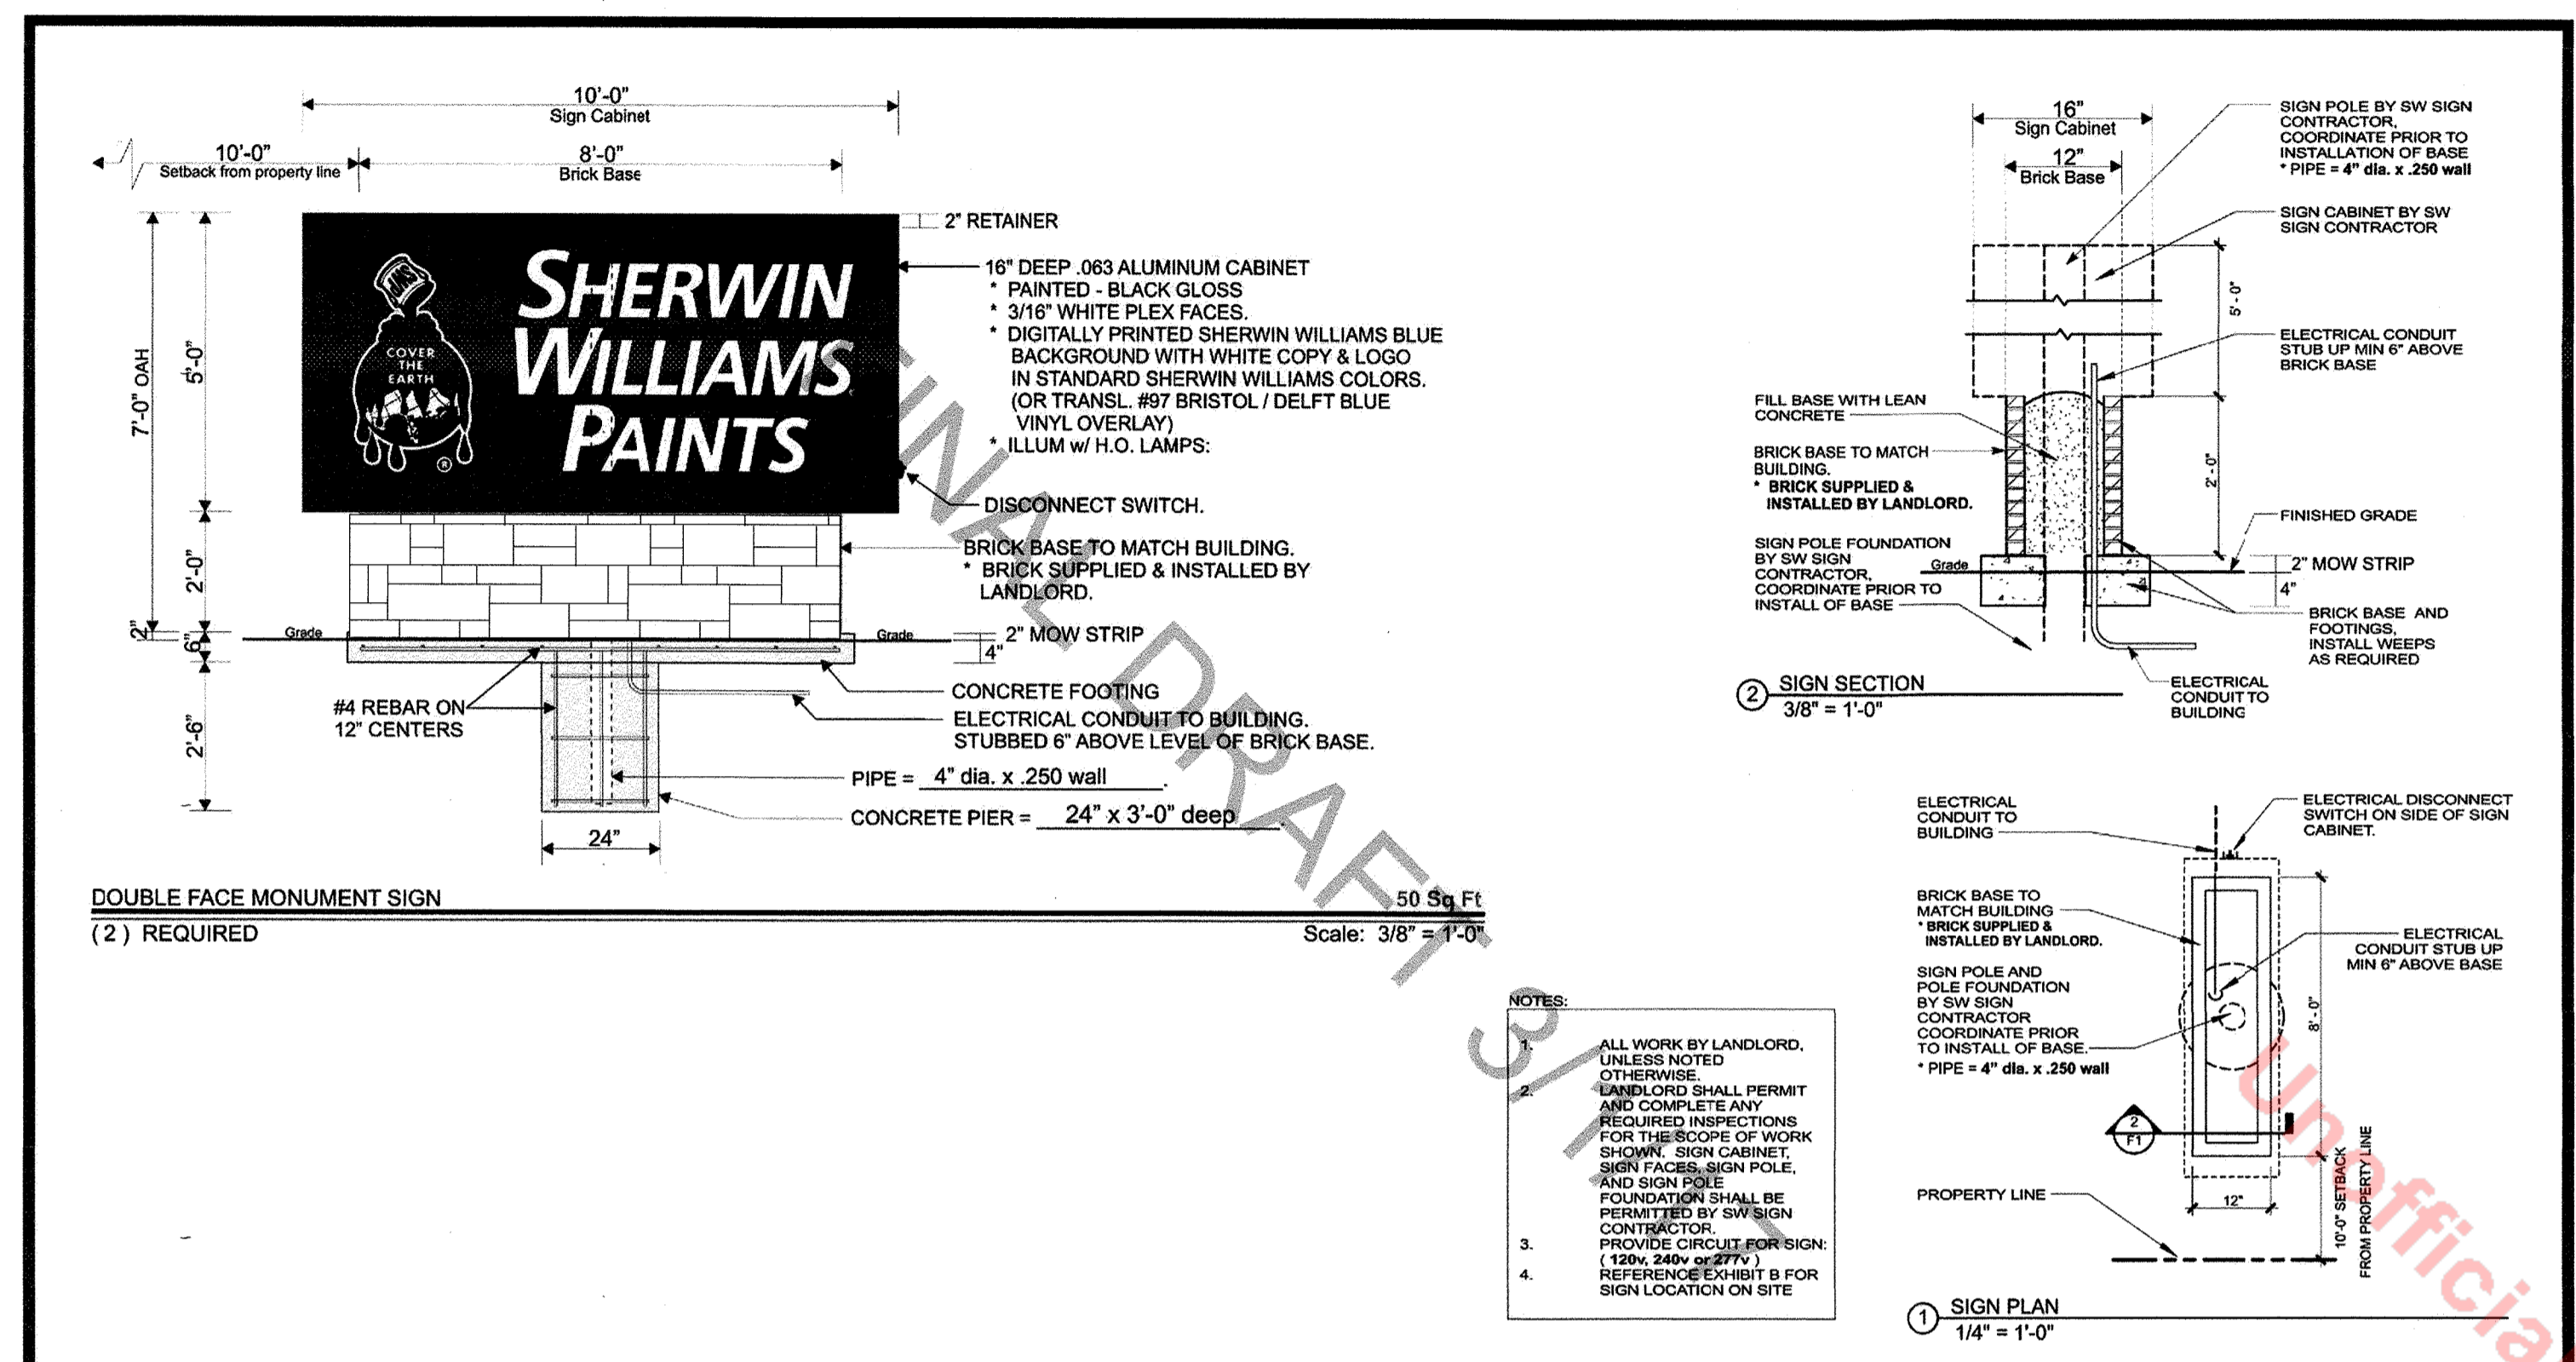 10'-0"
Sign Cabinet
10'-0"
Setback from property line
8'-0"
Brick Base
7'-0" OAH
5'-0"
2'-0"
2"
6"
2'-6"
SHERWIN
WILLIAMS
PAINTS
COVER
THE
EARTH
®
2" RETAINER
16" DEEP .063 ALUMINUM CABINET
* PAINTED - BLACK GLOSS
* 3/16" WHITE PLEX FACES.
* DIGITALLY PRINTED SHERWIN WILLIAMS BLUE
BACKGROUND WITH WHITE COPY & LOGO
IN STANDARD SHERWIN WILLIAMS COLORS.
(OR TRANSL. #97 BRISTOL / DELFT BLUE
VINYL OVERLAY)
* ILLUM w/ H.O. LAMPS:
DISCONNECT SWITCH.
BRICK BASE TO MATCH BUILDING.
* BRICK SUPPLIED & INSTALLED BY
LANDLORD.
Grade
Grade
2" MOW STRIP
4"
#4 REBAR ON
12" CENTERS
CONCRETE FOOTING
ELECTRICAL CONDUIT TO BUILDING.
STUBBED 6" ABOVE LEVEL OF BRICK BASE.
PIPE = 4" dia. x .250 wall .
CONCRETE PIER = 24" x 3'-0" deep .
24"
DOUBLE FACE MONUMENT SIGN
50 Sq Ft
( 2 ) REQUIRED
Scale: 3/8" = 1'-0"
16"
Sign Cabinet
12"
Brick Base
SIGN POLE BY SW SIGN
CONTRACTOR,
COORDINATE PRIOR TO
INSTALLATION OF BASE
* PIPE = 4" dia. x .250 wall
SIGN CABINET BY SW
SIGN CONTRACTOR
5'-0"
ELECTRICAL CONDUIT
STUB UP MIN 6" ABOVE
BRICK BASE
FILL BASE WITH LEAN
CONCRETE
BRICK BASE TO MATCH
BUILDING.
* BRICK SUPPLIED &
INSTALLED BY LANDLORD.
2'-0"
FINISHED GRADE
SIGN POLE FOUNDATION
BY SW SIGN
CONTRACTOR,
COORDINATE PRIOR TO
INSTALL OF BASE
Grade
2" MOW STRIP
4"
BRICK BASE AND
FOOTINGS,
INSTALL WEEPS
AS REQUIRED
ELECTRICAL
CONDUIT TO
BUILDING
2 SIGN SECTION
3/8" = 1'-0"
ELECTRICAL
CONDUIT TO
BUILDING
ELECTRICAL DISCONNECT
SWITCH ON SIDE OF SIGN
CABINET.
BRICK BASE TO
MATCH BUILDING
* BRICK SUPPLIED &
INSTALLED BY LANDLORD.
ELECTRICAL
CONDUIT STUB UP
MIN 6" ABOVE BASE
SIGN POLE AND
POLE FOUNDATION
BY SW SIGN
CONTRACTOR
COORDINATE PRIOR
TO INSTALL OF BASE.
* PIPE = 4" dia. x .250 wall
8'-0"
2
F1
12"
PROPERTY LINE
10'-0" SETBACK
FROM PROPERTY LINE
1 SIGN PLAN
1/4" = 1'-0"
NOTES:
1. ALL WORK BY LANDLORD,
UNLESS NOTED
OTHERWISE.
2. LANDLORD SHALL PERMIT
AND COMPLETE ANY
REQUIRED INSPECTIONS
FOR THE SCOPE OF WORK
SHOWN. SIGN CABINET,
SIGN FACES, SIGN POLE,
AND SIGN POLE
FOUNDATION SHALL BE
PERMITTED BY SW SIGN
CONTRACTOR.
3. PROVIDE CIRCUIT FOR SIGN:
( 120v, 240v or 277v )
4. REFERENCE EXHIBIT B FOR
SIGN LOCATION ON SITE
FINAL DRAFT
Unofficia